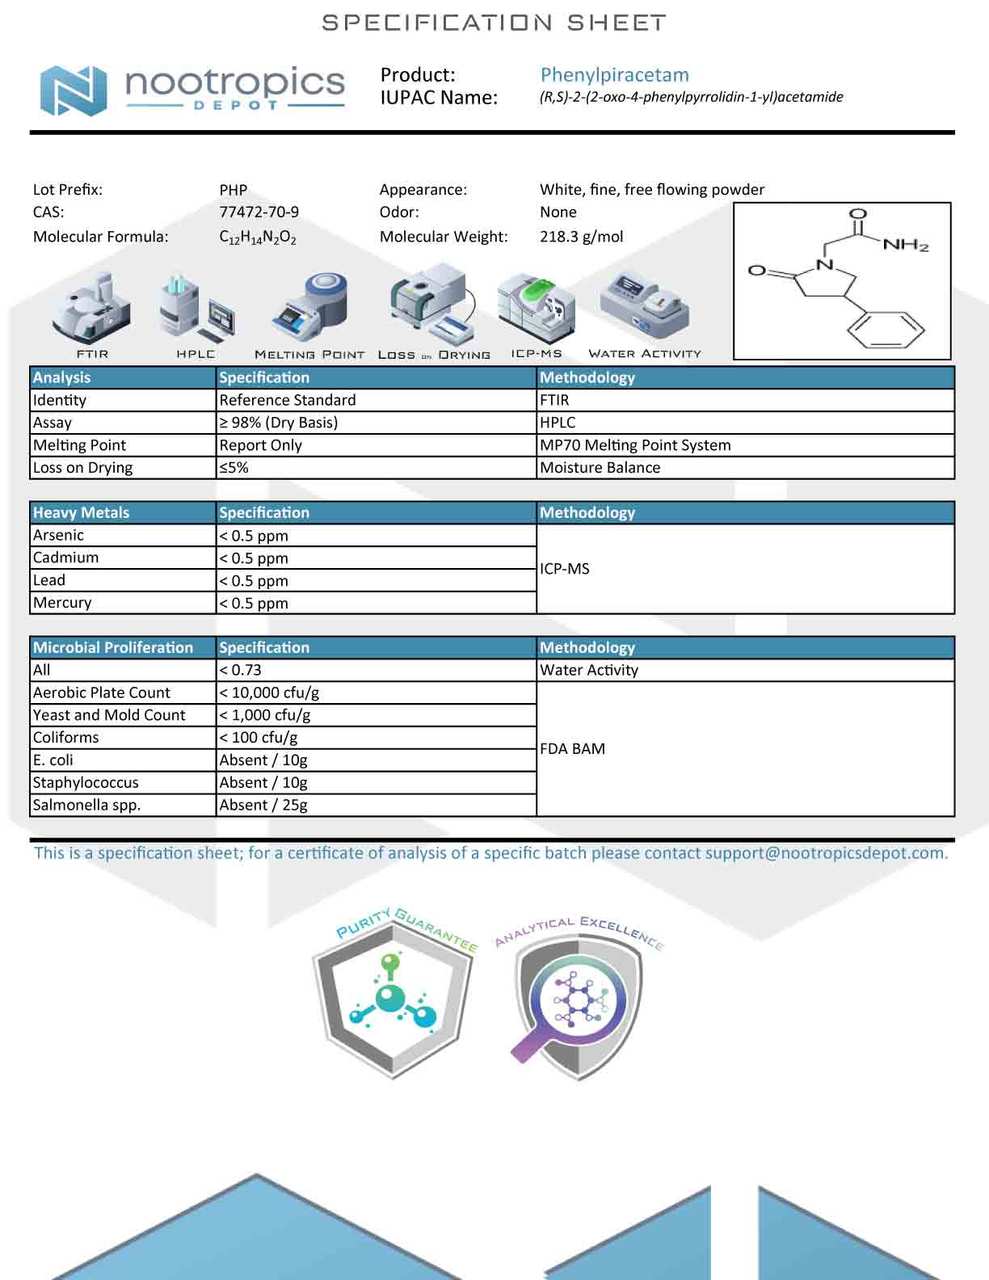 SPECIFICATION SHEET
nootropics
DEPOT
Product: Phenylpiracetam
IUPAC Name: (R,S)-2-(2-oxo-4-phenylpyrrolidin-1-yl)acetamide
Lot Prefix: PHP Appearance: White, fine, free flowing powder
CAS: 77472-70-9 Odor: None
Molecular Formula: C₁₂H₁₄N₂O₂ Molecular Weight: 218.3 g/mol
O
NH₂
N
O
FTIR HPLC MELTING POINT LOSS ON DRYING ICP-MS WATER ACTIVITY
Analysis Specification Methodology
Identity Reference Standard FTIR
Assay ≥ 98% (Dry Basis) HPLC
Melting Point Report Only MP70 Melting Point System
Loss on Drying ≤5% Moisture Balance
Heavy Metals Specification Methodology
Arsenic < 0.5 ppm
Cadmium < 0.5 ppm
ICP-MS
Lead < 0.5 ppm
Mercury < 0.5 ppm
Microbial Proliferation Specification Methodology
All < 0.73 Water Activity
Aerobic Plate Count < 10,000 cfu/g
Yeast and Mold Count < 1,000 cfu/g
Coliforms < 100 cfu/g
FDA BAM
E. coli Absent / 10g
Staphylococcus Absent / 10g
Salmonella spp. Absent / 25g
This is a specification sheet; for a certificate of analysis of a specific batch please contact support@nootropicsdepot.com.
PURITY GUARANTEE
ANALYTICAL EXCELLENCE